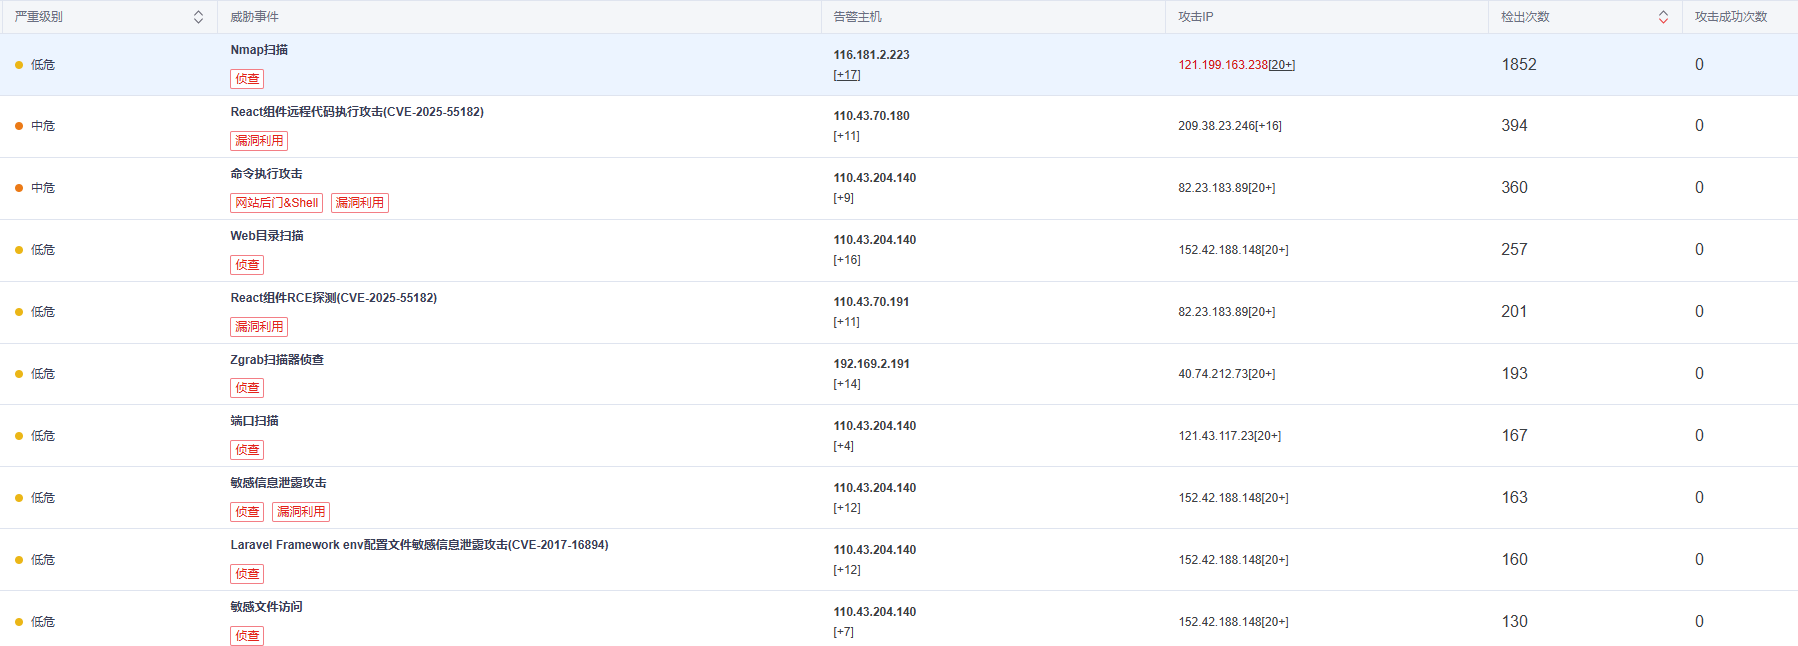 严重级别 威胁事件 告警主机 攻击IP 检出次数 攻击成功次数
低危 Nmap扫描 116.181.2.223 121.199.163.238[20+] 1852 0
侦查 [+17]
中危 React组件远程代码执行攻击(CVE-2025-55182) 110.43.70.180 209.38.23.246[+16] 394 0
漏洞利用 [+11]
中危 命令执行攻击 110.43.204.140 82.23.183.89[20+] 360 0
网站后门&Shell 漏洞利用 [+9]
低危 Web目录扫描 110.43.204.140 152.42.188.148[20+] 257 0
侦查 [+16]
低危 React组件RCE探测(CVE-2025-55182) 110.43.70.191 82.23.183.89[20+] 201 0
漏洞利用 [+11]
低危 Zgrab扫描器侦查 192.169.2.191 40.74.212.73[20+] 193 0
侦查 [+14]
低危 端口扫描 110.43.204.140 121.43.117.23[20+] 167 0
侦查 [+4]
低危 敏感信息泄露攻击 110.43.204.140 152.42.188.148[20+] 163 0
侦查 漏洞利用 [+12]
低危 Laravel Framework env配置文件敏感信息泄露攻击(CVE-2017-16894) 110.43.204.140 152.42.188.148[20+] 160 0
侦查 [+12]
低危 敏感文件访问 110.43.204.140 152.42.188.148[20+] 130 0
侦查 [+7]